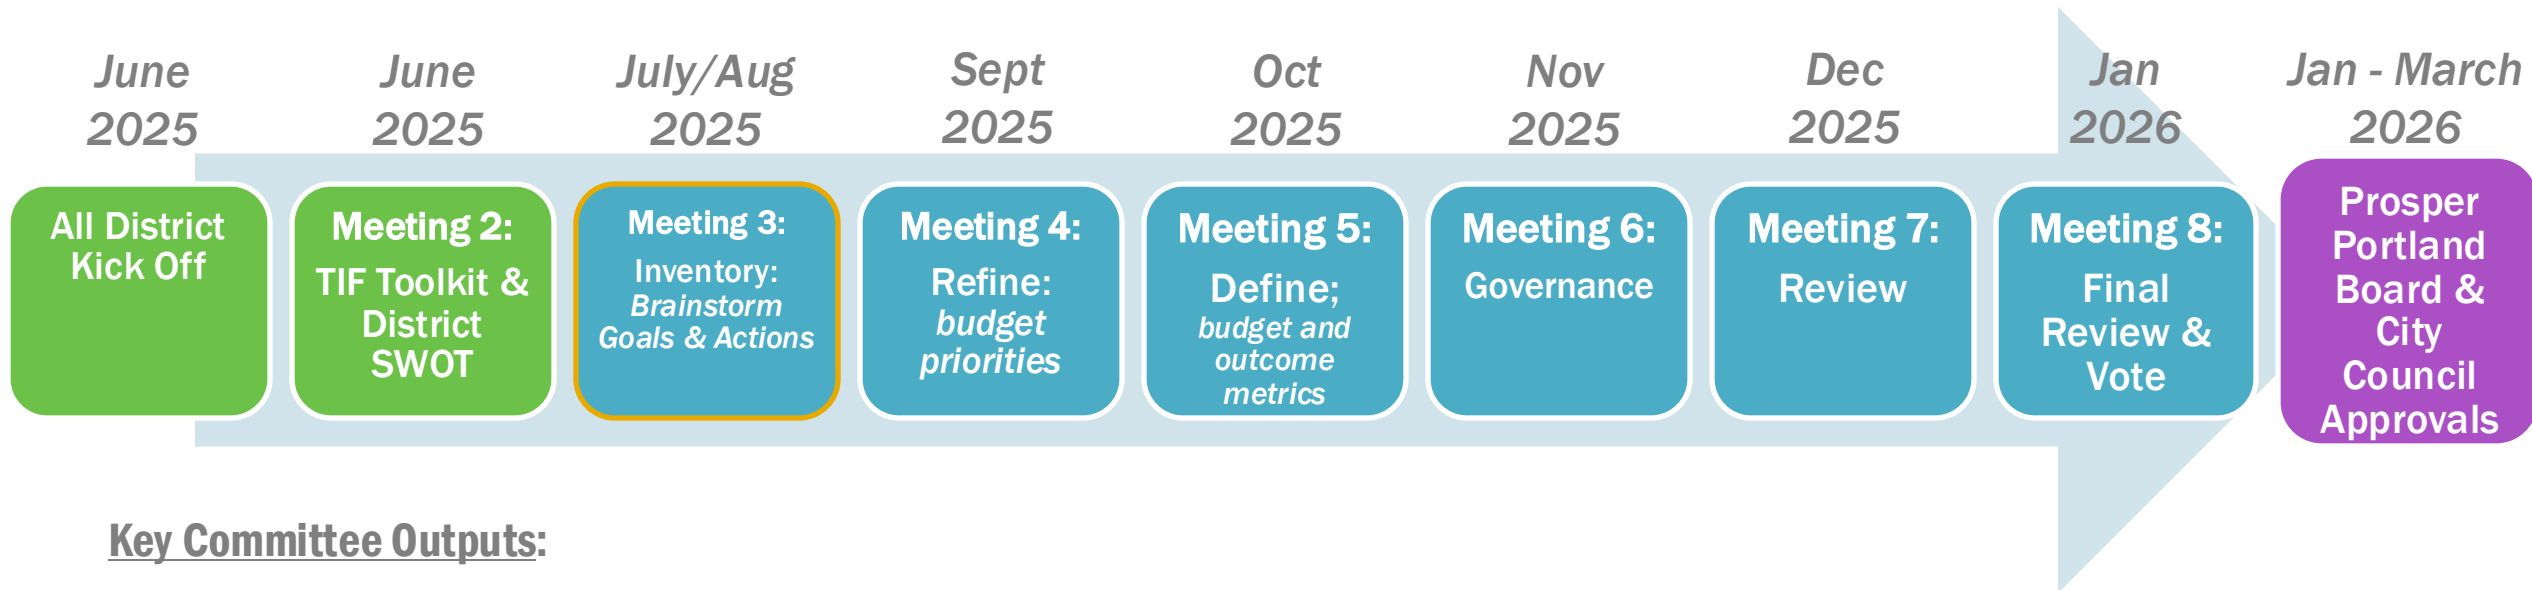 June
2025
June
2025
July/Aug
2025
Sept
2025
Oct
2025
Nov
2025
Dec
2025
Jan
2026
Jan - March
2026
All District
Kick Off
Meeting 2:
TIF Toolkit &
District
SWOT
Meeting 3:
Inventory:
Brainstorm
Goals & Actions
Meeting 4:
Refine:
budget
priorities
Meeting 5:
Define;
budget and
outcome
metrics
Meeting 6:
Governance
Meeting 7:
Review
Meeting 8:
Final
Review &
Vote
Prosper
Portland
Board &
City
Council
Approvals
Key Committee Outputs: